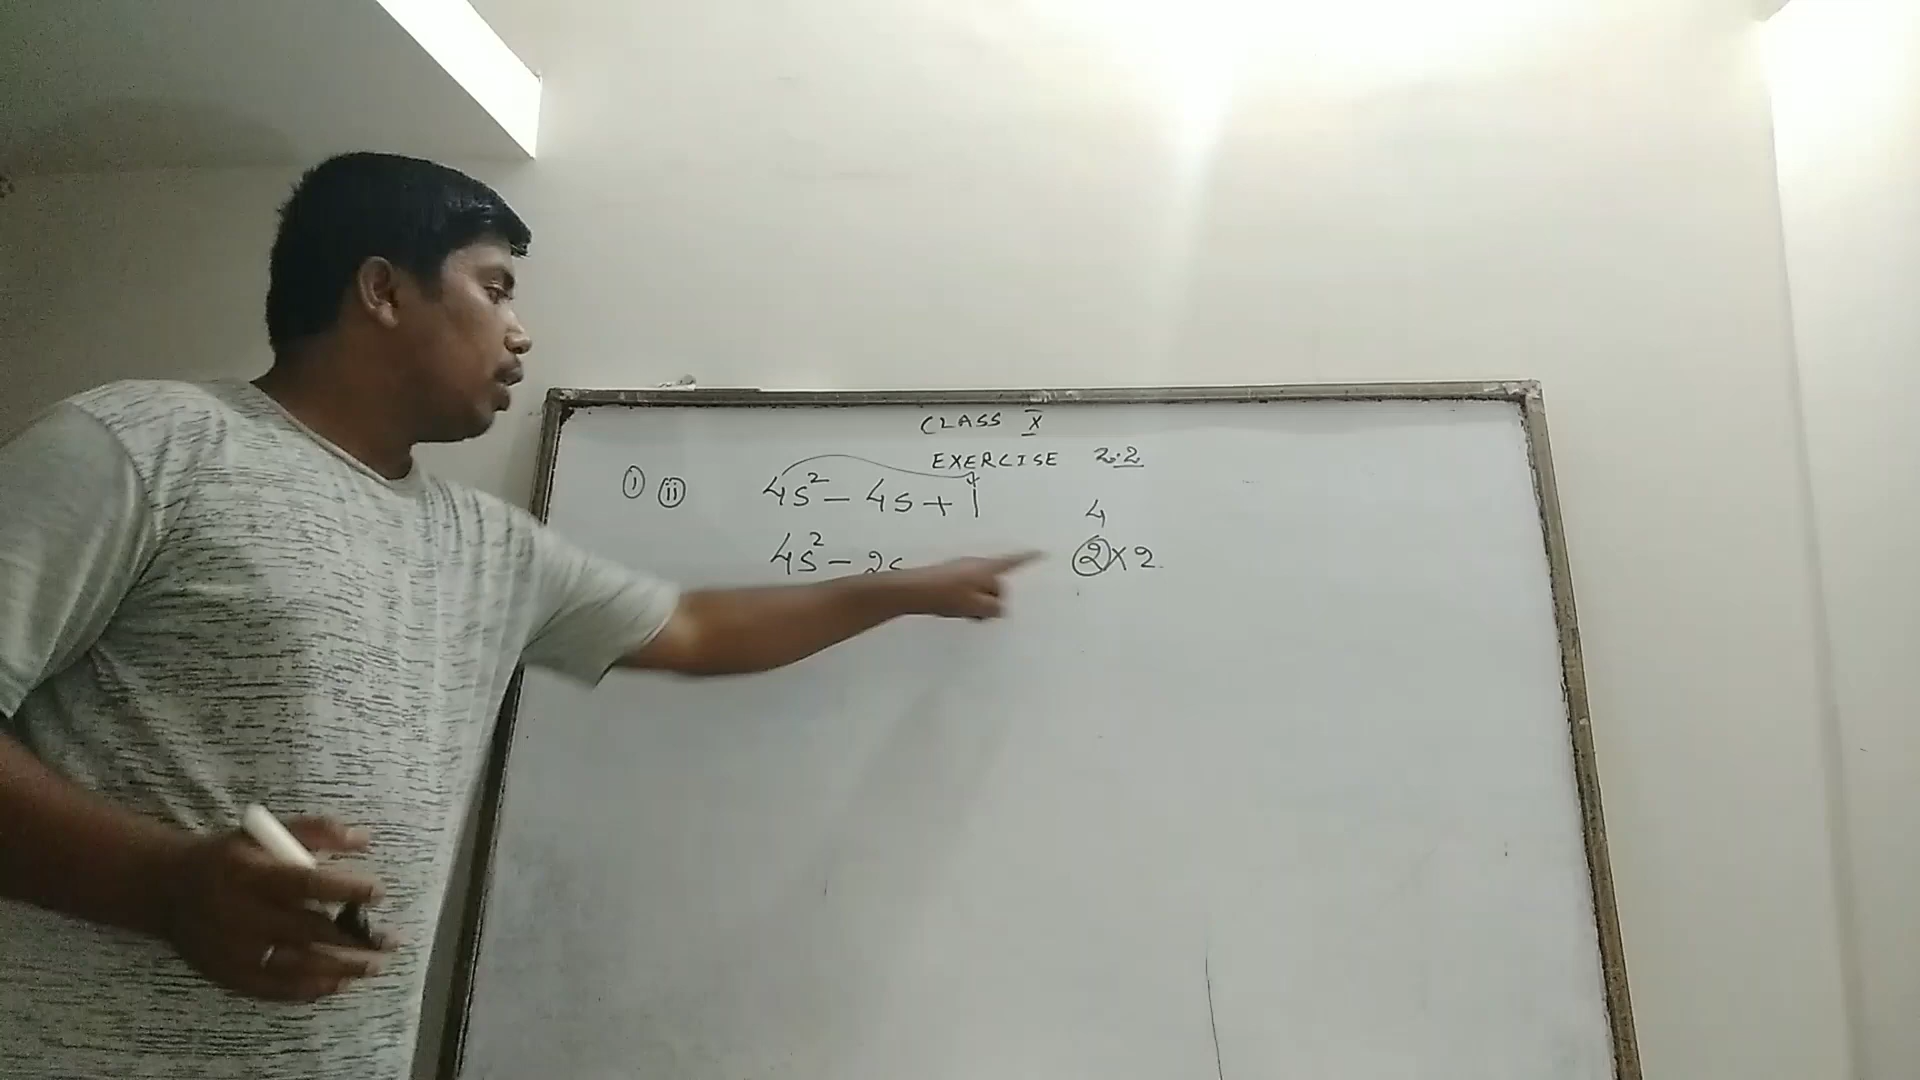 CLASS X
EXERCISE 2.2
① ⓘⓘ 4s² - 4s + 1
4
4s² - 2s ②×2